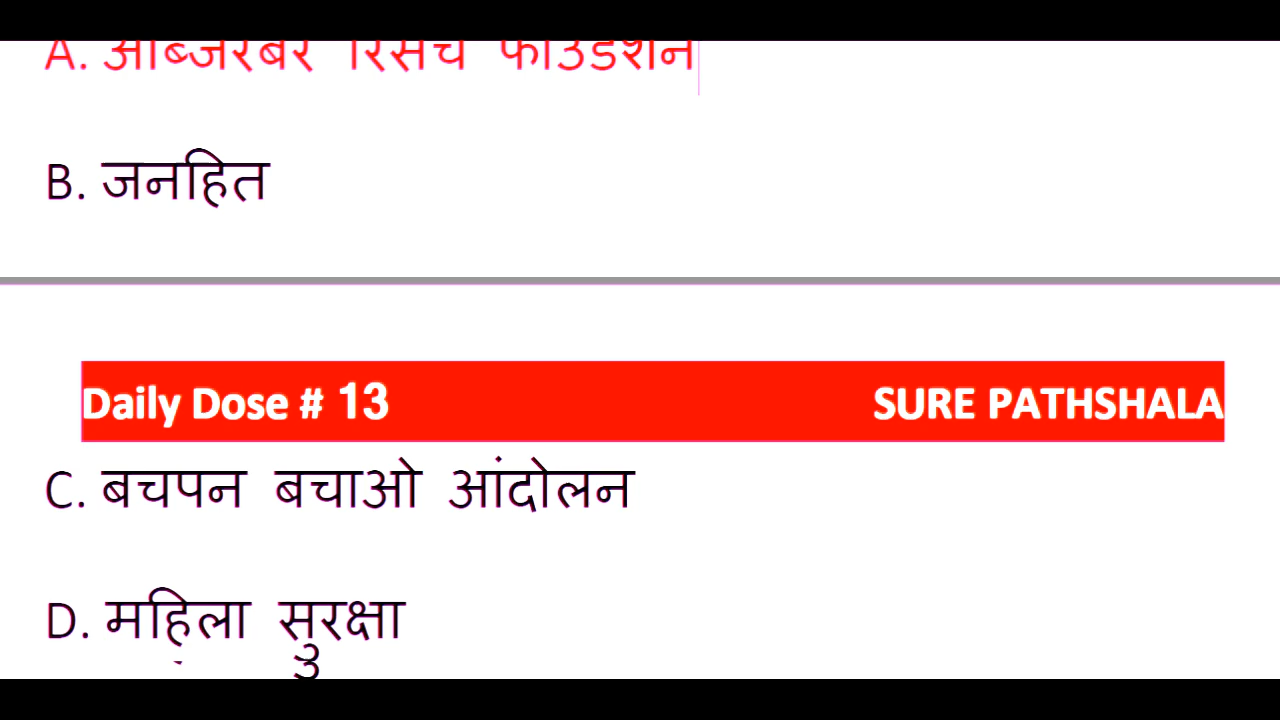 A. ऑब्जरबर रिसर्च फाउंडेशन
B. जनहित
Daily Dose # 13 SURE PATHSHALA
C. बचपन बचाओ आंदोलन
D. महिला सुरक्षा